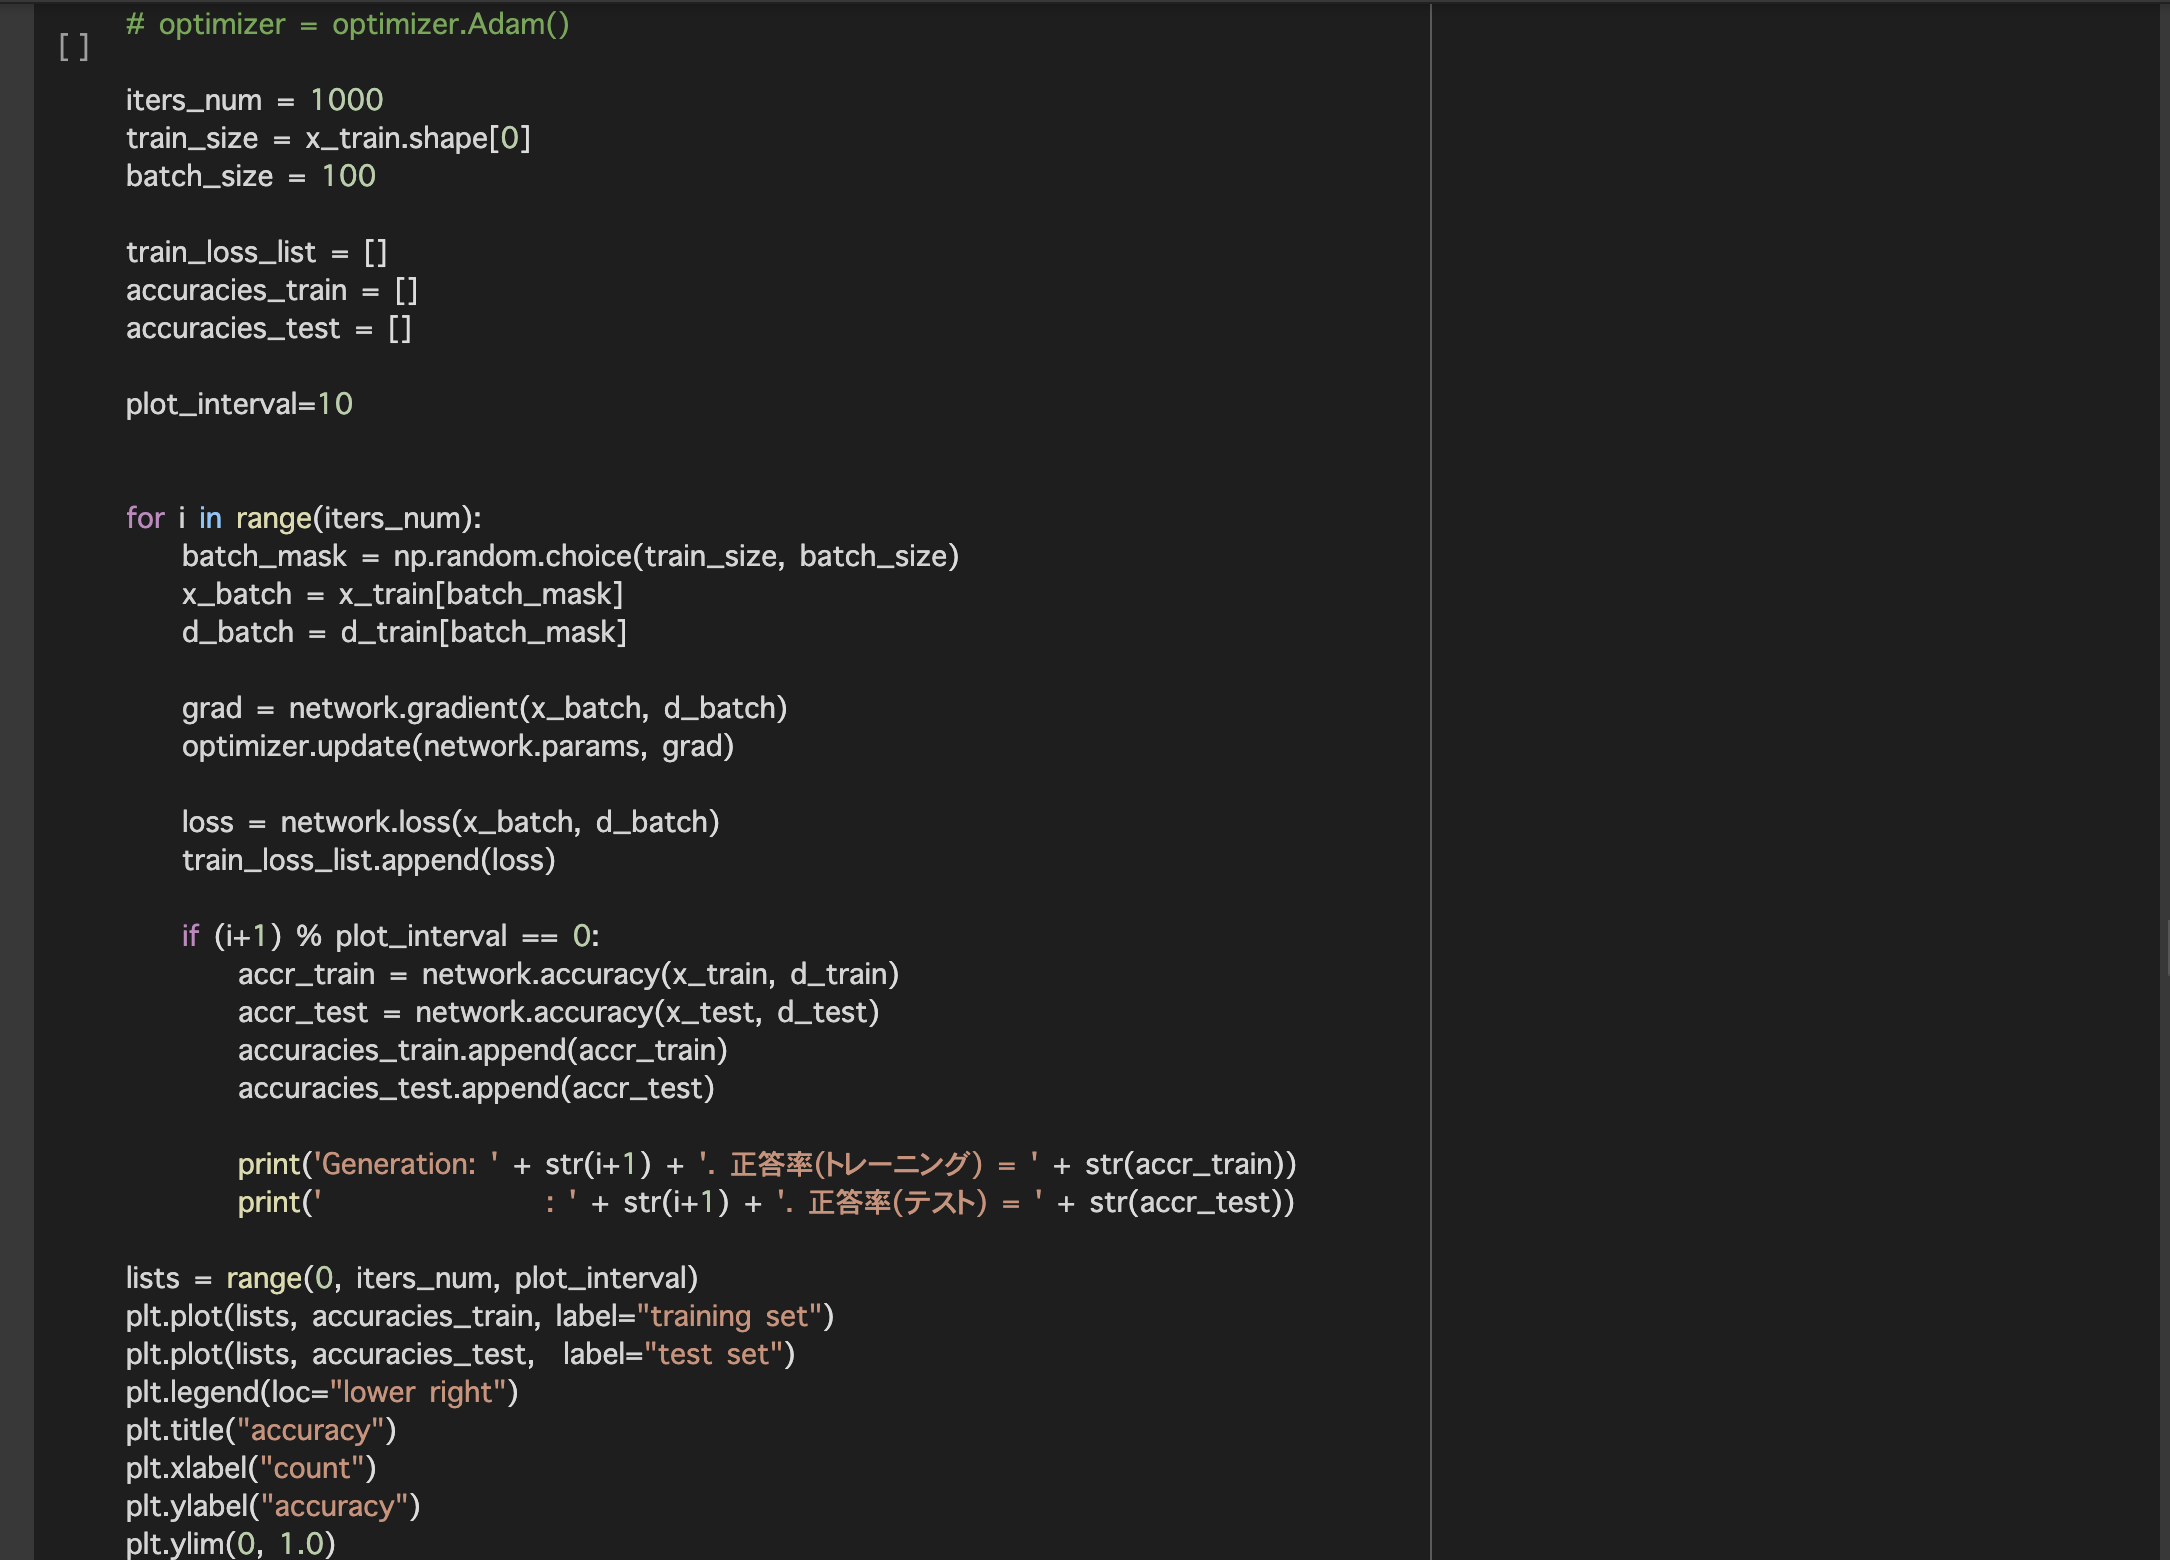 # optimizer = optimizer.Adam()
[ ]
iters_num = 1000
train_size = x_train.shape[0]
batch_size = 100
train_loss_list = []
accuracies_train = []
accuracies_test = []
plot_interval=10
for i in range(iters_num):
    batch_mask = np.random.choice(train_size, batch_size)
    x_batch = x_train[batch_mask]
    d_batch = d_train[batch_mask]
    grad = network.gradient(x_batch, d_batch)
    optimizer.update(network.params, grad)
    loss = network.loss(x_batch, d_batch)
    train_loss_list.append(loss)
    if (i+1) % plot_interval == 0:
        accr_train = network.accuracy(x_train, d_train)
        accr_test = network.accuracy(x_test, d_test)
        accuracies_train.append(accr_train)
        accuracies_test.append(accr_test)
        print('Generation: ' + str(i+1) + '. 正答率(トレーニング) = ' + str(accr_train))
        print('                : ' + str(i+1) + '. 正答率(テスト) = ' + str(accr_test))
lists = range(0, iters_num, plot_interval)
plt.plot(lists, accuracies_train, label="training set")
plt.plot(lists, accuracies_test,  label="test set")
plt.legend(loc="lower right")
plt.title("accuracy")
plt.xlabel("count")
plt.ylabel("accuracy")
plt.ylim(0, 1.0)